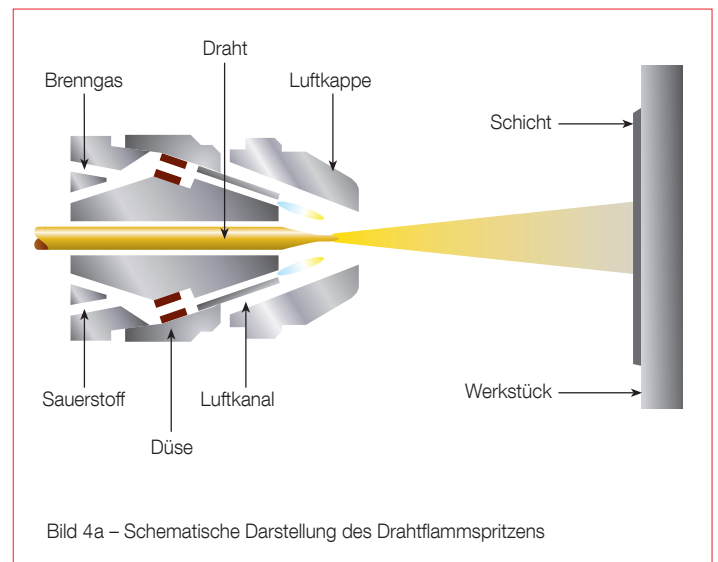 Draht
Brenngas
Luftkappe
Schicht
Sauerstoff
Luftkanal
Werkstück
Düse
Bild 4a – Schematische Darstellung des Drahtflammspritzens